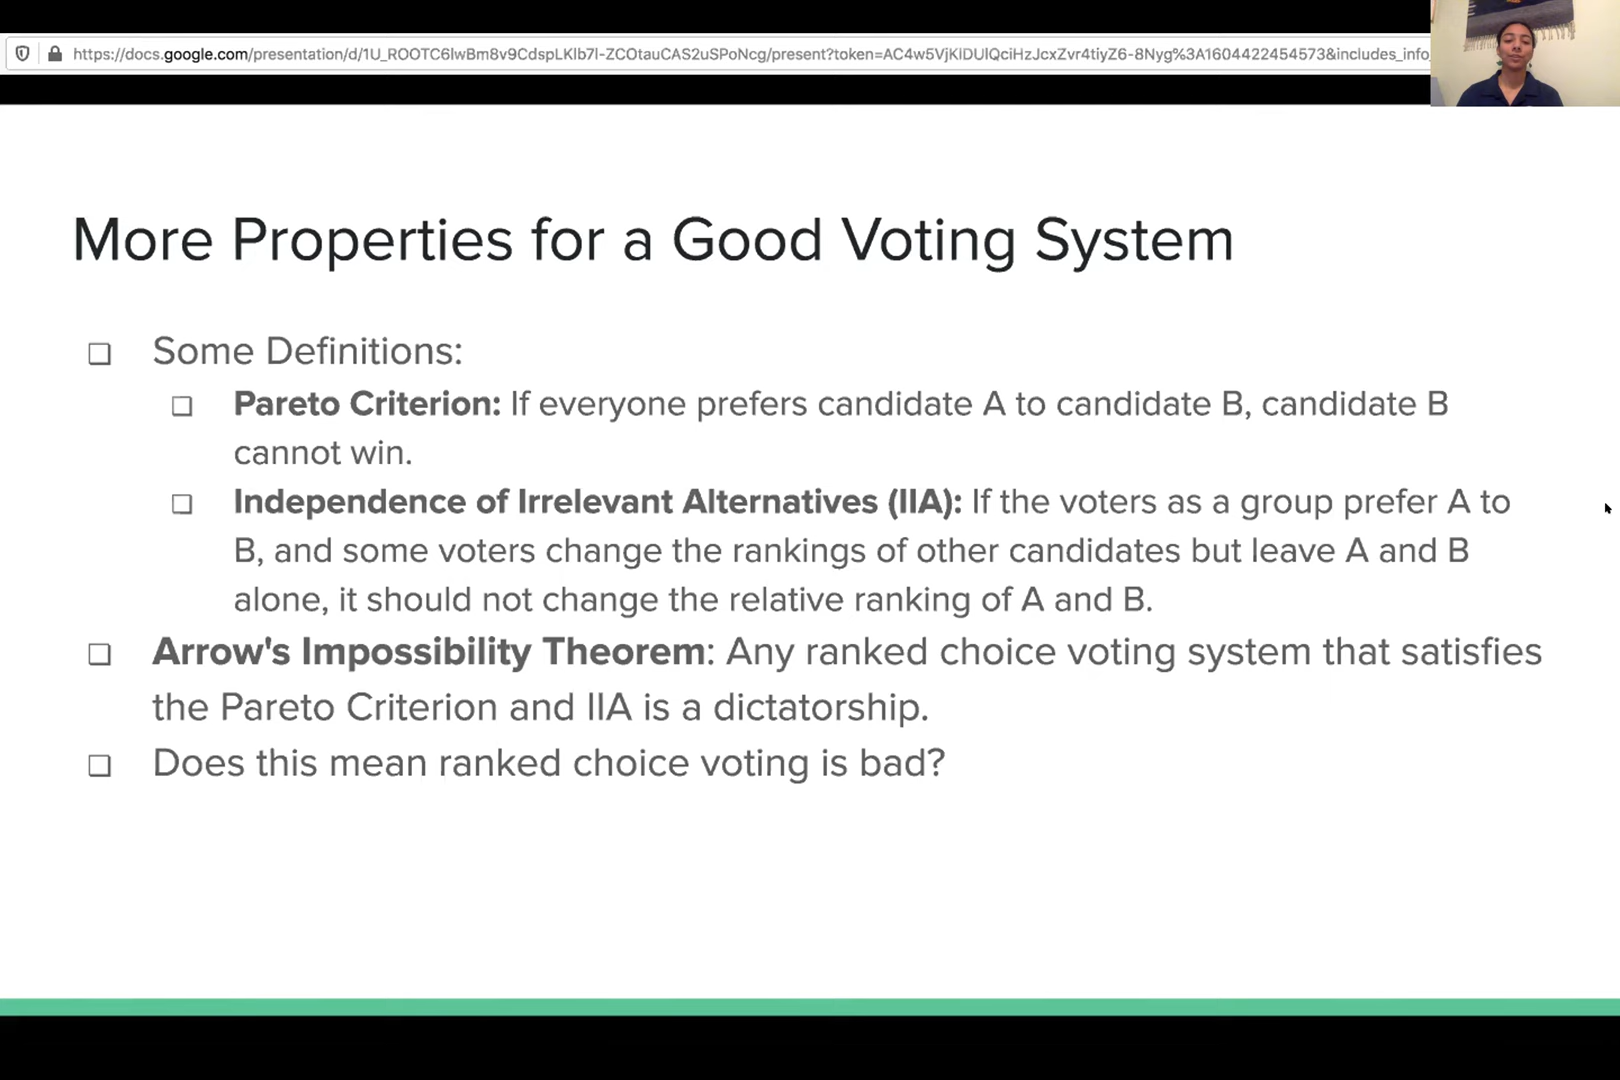 https://docs.google.com/presentation/d/1U_ROOTC6lwBm8v9CdspLKlb7l-ZCOtauCAS2uSPoNcg/present?token=AC4w5VjKiDUlQciHzJcxZvr4tiyZ6-8Nyg%3A1604422454573&includes_info
More Properties for a Good Voting System
❏ Some Definitions:
❏ Pareto Criterion: If everyone prefers candidate A to candidate B, candidate B
cannot win.
❏ Independence of Irrelevant Alternatives (IIA): If the voters as a group prefer A to
B, and some voters change the rankings of other candidates but leave A and B
alone, it should not change the relative ranking of A and B.
❏ Arrow's Impossibility Theorem: Any ranked choice voting system that satisfies
the Pareto Criterion and IIA is a dictatorship.
❏ Does this mean ranked choice voting is bad?